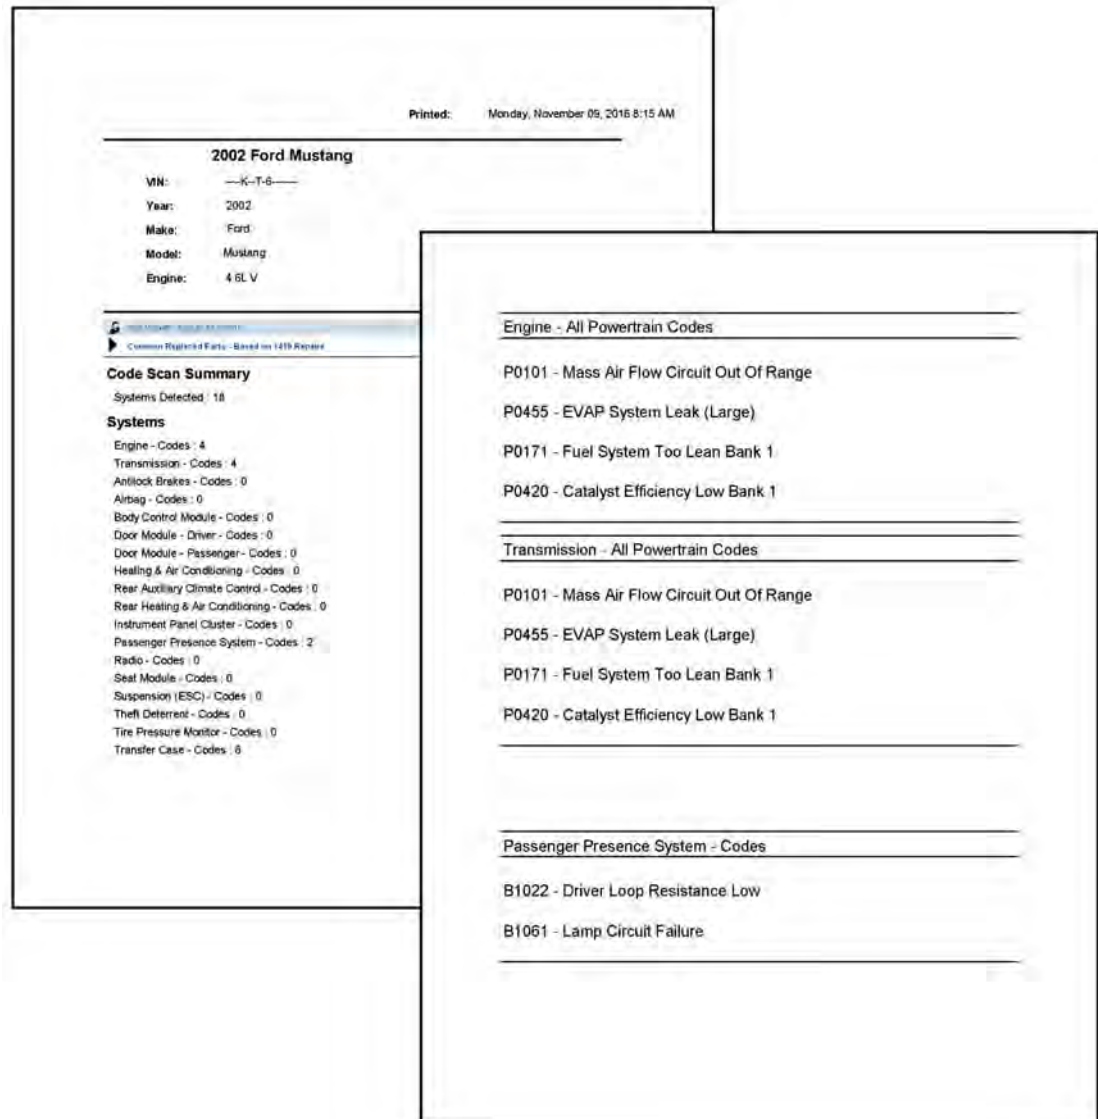 Printed: Monday, November 09, 2016 8:15 AM
2002 Ford Mustang
VIN: ----K--T-6-------
Year: 2002
Make: Ford
Model: Mustang
Engine: 4.6L V
Common Replaced Parts - Based on 1419 Repairs
Code Scan Summary
Systems Detected : 18
Systems
Engine - Codes : 4
Transmission - Codes : 4
Antilock Brakes - Codes : 0
Airbag - Codes : 0
Body Control Module - Codes : 0
Door Module - Driver - Codes : 0
Door Module - Passenger - Codes : 0
Heating & Air Conditioning - Codes : 0
Rear Auxiliary Climate Control - Codes : 0
Rear Heating & Air Conditioning - Codes : 0
Instrument Panel Cluster - Codes : 0
Passenger Presence System - Codes : 2
Radio - Codes : 0
Seat Module - Codes : 0
Suspension (ESC) - Codes : 0
Theft Deterrent - Codes : 0
Tire Pressure Monitor - Codes : 0
Transfer Case - Codes : 6
Engine - All Powertrain Codes
P0101 - Mass Air Flow Circuit Out Of Range
P0455 - EVAP System Leak (Large)
P0171 - Fuel System Too Lean Bank 1
P0420 - Catalyst Efficiency Low Bank 1
Transmission - All Powertrain Codes
P0101 - Mass Air Flow Circuit Out Of Range
P0455 - EVAP System Leak (Large)
P0171 - Fuel System Too Lean Bank 1
P0420 - Catalyst Efficiency Low Bank 1
Passenger Presence System - Codes
B1022 - Driver Loop Resistance Low
B1061 - Lamp Circuit Failure